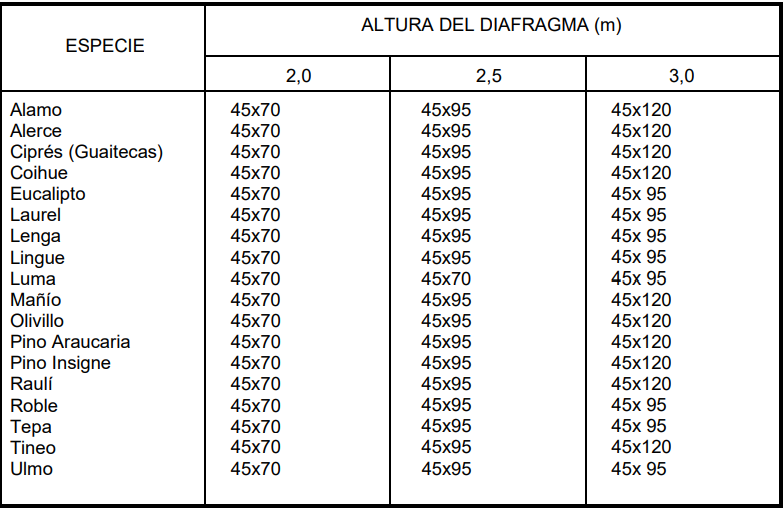 ESPECIE
ALTURA DEL DIAFRAGMA (m)
2,0 2,5 3,0
Alamo 45x70 45x95 45x120
Alerce 45x70 45x95 45x120
Ciprés (Guaitecas) 45x70 45x95 45x120
Coihue 45x70 45x95 45x120
Eucalipto 45x70 45x95 45x 95
Laurel 45x70 45x95 45x 95
Lenga 45x70 45x95 45x 95
Lingue 45x70 45x95 45x 95
Luma 45x70 45x70 45x 95
Mañío 45x70 45x95 45x120
Olivillo 45x70 45x95 45x120
Pino Araucaria 45x70 45x95 45x120
Pino Insigne 45x70 45x95 45x120
Raulí 45x70 45x95 45x120
Roble 45x70 45x95 45x 95
Tepa 45x70 45x95 45x 95
Tineo 45x70 45x95 45x120
Ulmo 45x70 45x95 45x 95